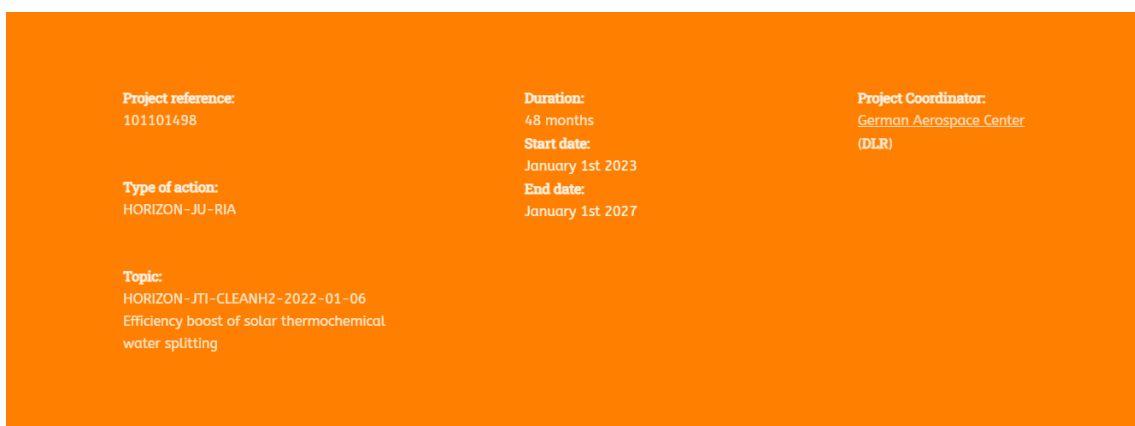 Project reference:
101101498
Type of action:
HORIZON-JU-RIA
Topic:
HORIZON-JTI-CLEANH2-2022-01-06
Efficiency boost of solar thermochemical
water splitting
Duration:
48 months
Start date:
January 1st 2023
End date:
January 1st 2027
Project Coordinator:
German Aerospace Center
(DLR)